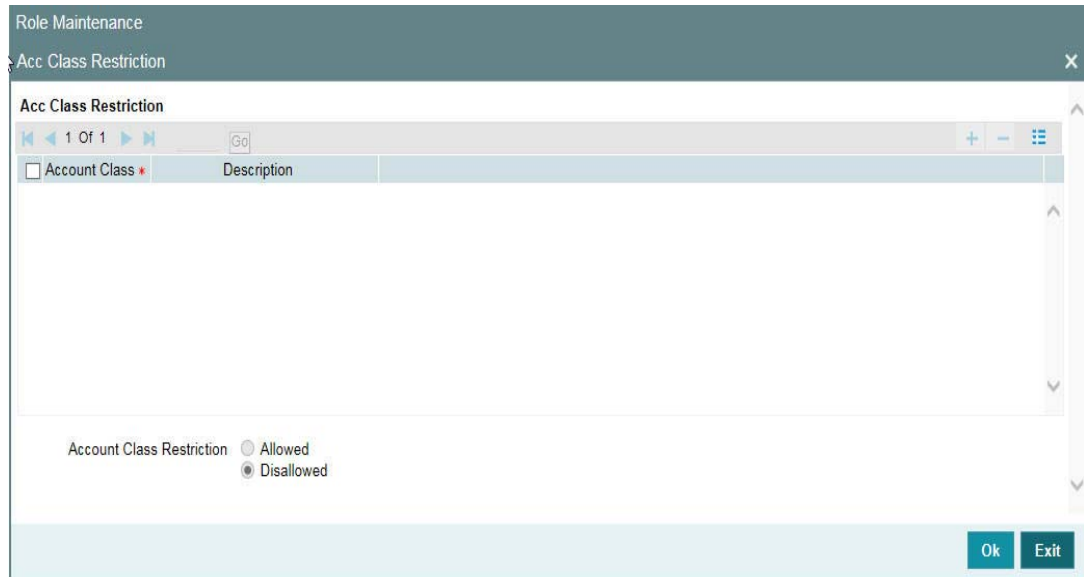 Role Maintenance
Acc Class Restriction
Acc Class Restriction
1 Of 1 Go
Account Class * Description
Account Class Restriction Allowed
Disallowed
Ok Exit